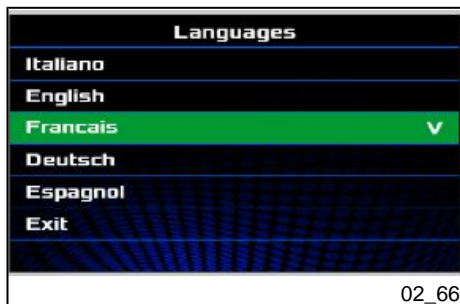 Languages
Italiano
English
Francais V
Deutsch
Espagnol
Exit
02_66